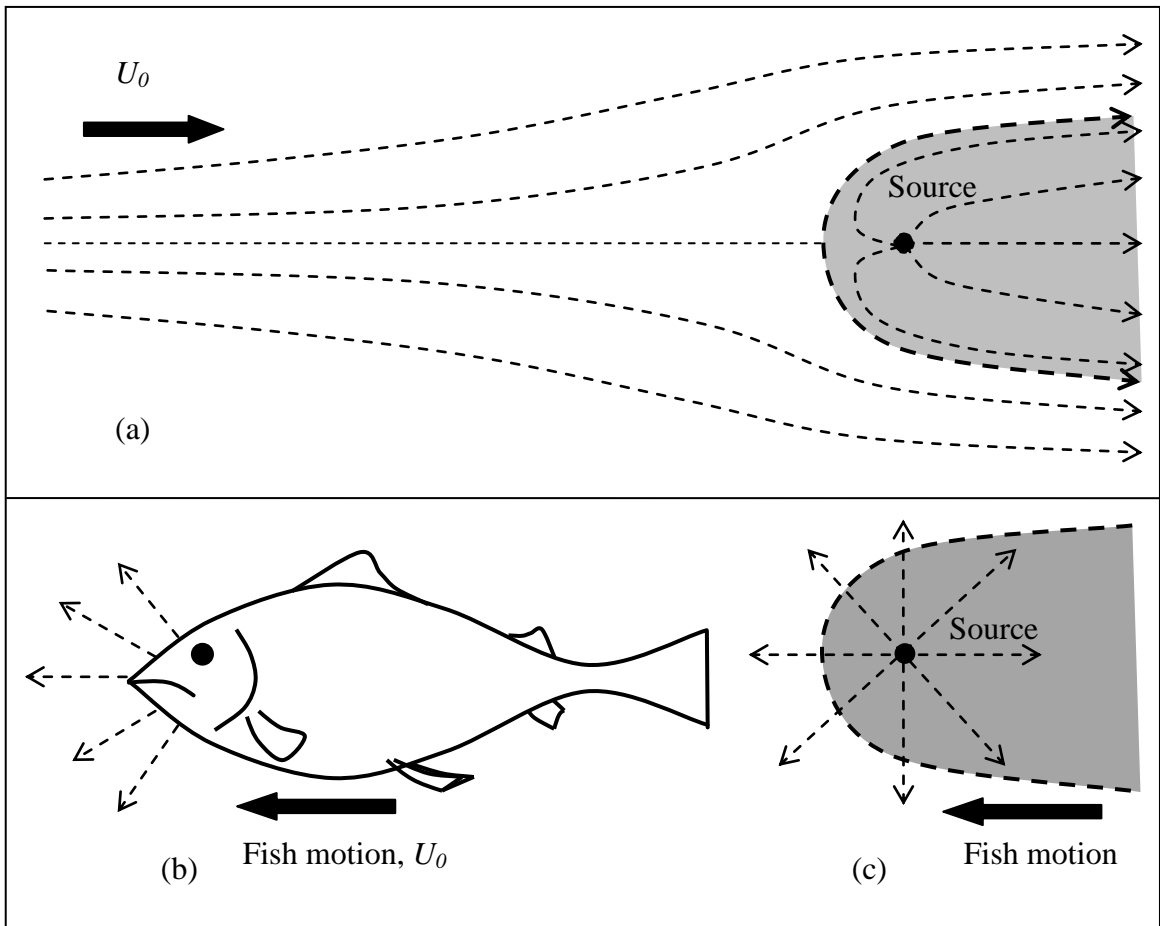 U0
Source
(a)
Source
Fish motion, U0
Fish motion
(b)
(c)